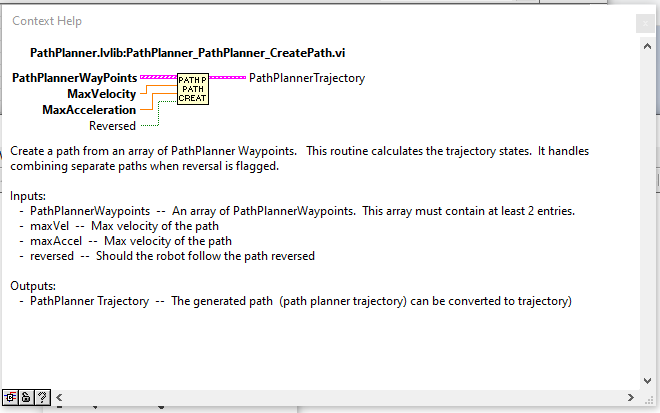 Context Help
PathPlanner.lvlib:PathPlanner_PathPlanner_CreatePath.vi
PathPlannerWayPoints
PATH P
PathPlannerTrajectory
MaxVelocity
PATH
MaxAcceleration
CREAT
Reversed
Create a path from an array of PathPlanner Waypoints.   This routine calculates the trajectory states.  It handles
combining separate paths when reversal is flagged.
Inputs:
-  PathPlannerWaypoints  --  An array of PathPlannerWaypoints.  This array must contain at least 2 entries.
-  maxVel  --  Max velocity of the path
-  maxAccel  --  Max velocity of the path
-  reversed  --  Should the robot follow the path reversed
Outputs:
-  PathPlanner Trajectory  --  The generated path  (path planner trajectory) can be converted to trajectory)
?